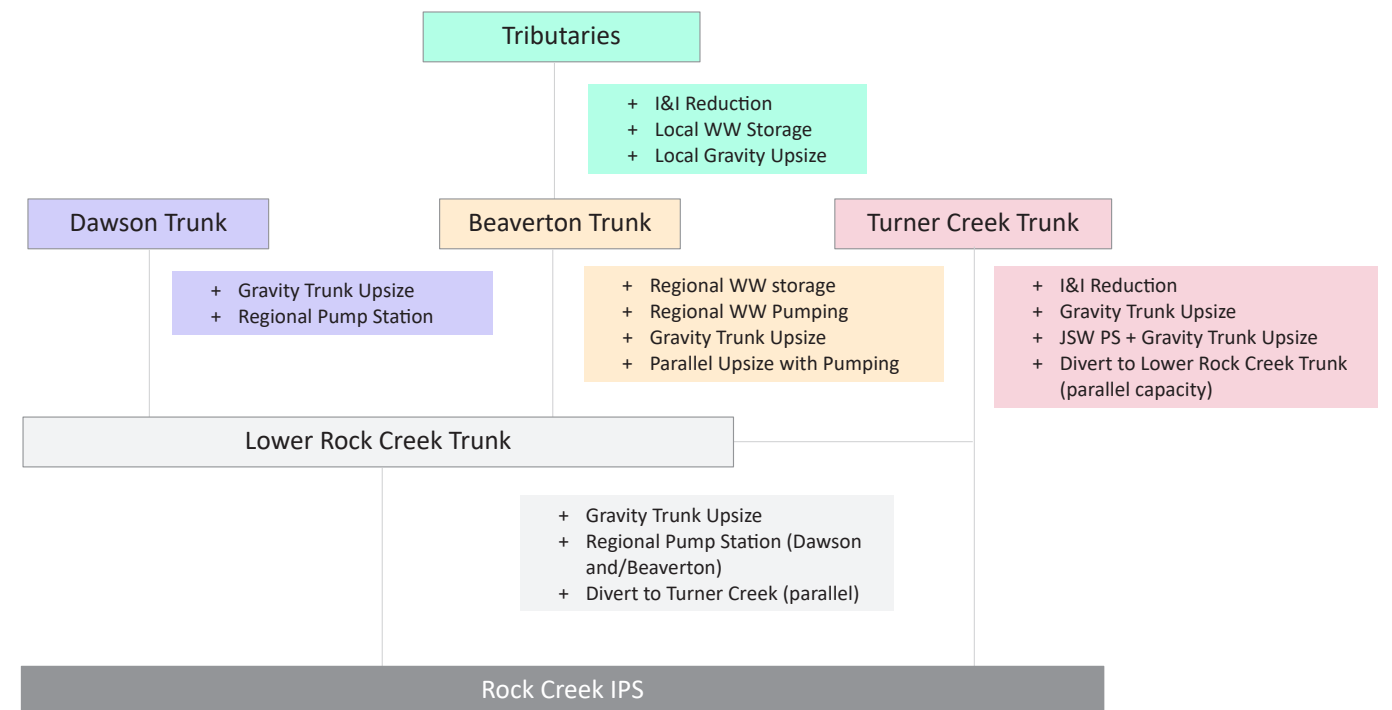 Tributaries
+ I&I Reduction
+ Local WW Storage
+ Local Gravity Upsize
Dawson Trunk
Beaverton Trunk
Turner Creek Trunk
+ Gravity Trunk Upsize
+ Regional Pump Station
+ Regional WW storage
+ Regional WW Pumping
+ Gravity Trunk Upsize
+ Parallel Upsize with Pumping
+ I&I Reduction
+ Gravity Trunk Upsize
+ JSW PS + Gravity Trunk Upsize
+ Divert to Lower Rock Creek Trunk
(parallel capacity)
Lower Rock Creek Trunk
+ Gravity Trunk Upsize
+ Regional Pump Station (Dawson
and/Beaverton)
+ Divert to Turner Creek (parallel)
Rock Creek IPS